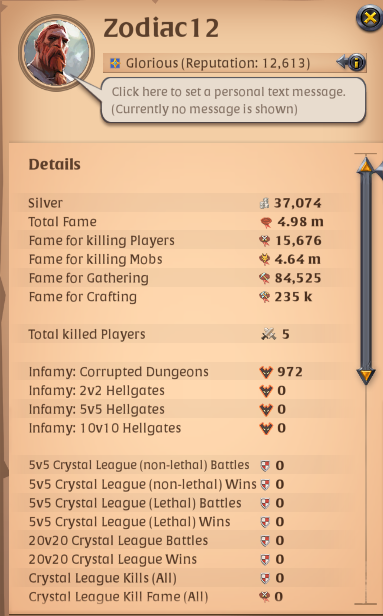 Zodiac12
Glorious (Reputation: 12,613)
Click here to set a personal text message.
(Currently no message is shown)
Details
Silver 37,074
Total Fame 4.98 m
Fame for killing Players 15,676
Fame for killing Mobs 4.64 m
Fame for Gathering 84,525
Fame for Crafting 235 k
Total killed Players 5
Infamy: Corrupted Dungeons 972
Infamy: 2v2 Hellgates 0
Infamy: 5v5 Hellgates 0
Infamy: 10v10 Hellgates 0
5v5 Crystal League (non-lethal) Battles 0
5v5 Crystal League (non-lethal) Wins 0
5v5 Crystal League (Lethal) Battles 0
5v5 Crystal League (Lethal) Wins 0
20v20 Crystal League Battles 0
20v20 Crystal League Wins 0
Crystal League Kills (All) 0
Crystal League Kill Fame (All) 0